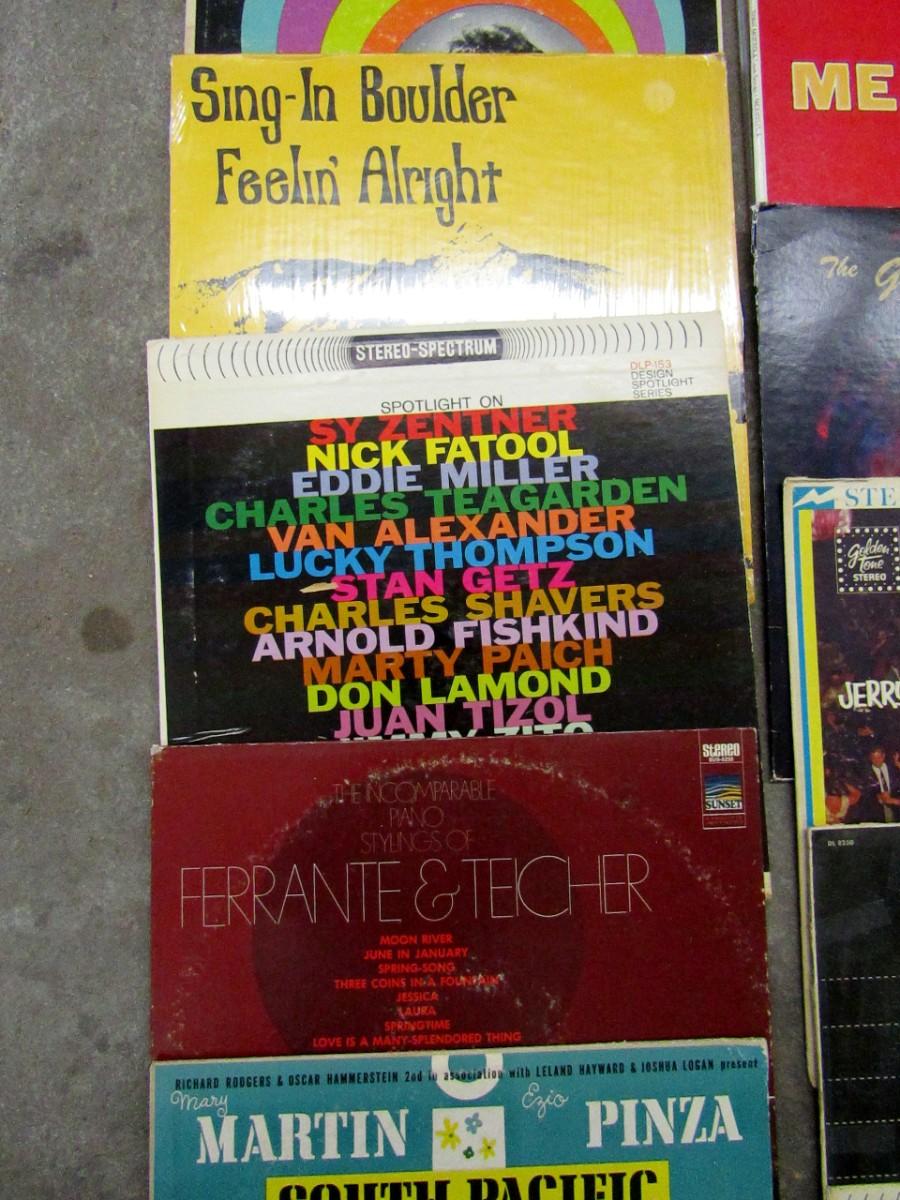 Sing-In Boulder
Feelin' Alright
STEREO-SPECTRUM
DLP-153
DESIGN
SPOTLIGHT
SERIES
SPOTLIGHT ON
SY ZENTNER
NICK FATOOL
EDDIE MILLER
CHARLES TEAGARDEN
VAN ALEXANDER
LUCKY THOMPSON
STAN GETZ
CHARLES SHAVERS
ARNOLD FISHKIND
MARTY PAICH
DON LAMOND
JUAN TIZOL
JIMMY ZITO
STEREO
SUNSET
THE INCOMPARABLE
PIANO
STYLINGS OF
FERRANTE & TEICHER
MOON RIVER
JUNE IN JANUARY
SPRING-SONG
THREE COINS IN A FOUNTAIN
JESSICA
LAURA
SPRINGTIME
LOVE IS A MANY-SPLENDORED THING
RICHARD RODGERS & OSCAR HAMMERSTEIN 2nd in association with LELAND HAYWARD & JOSHUA LOGAN present
Mary Ezio
MARTIN PINZA
SOUTH PACIFIC
ME
The G
STE
Golden
Tone
STEREO
JERR